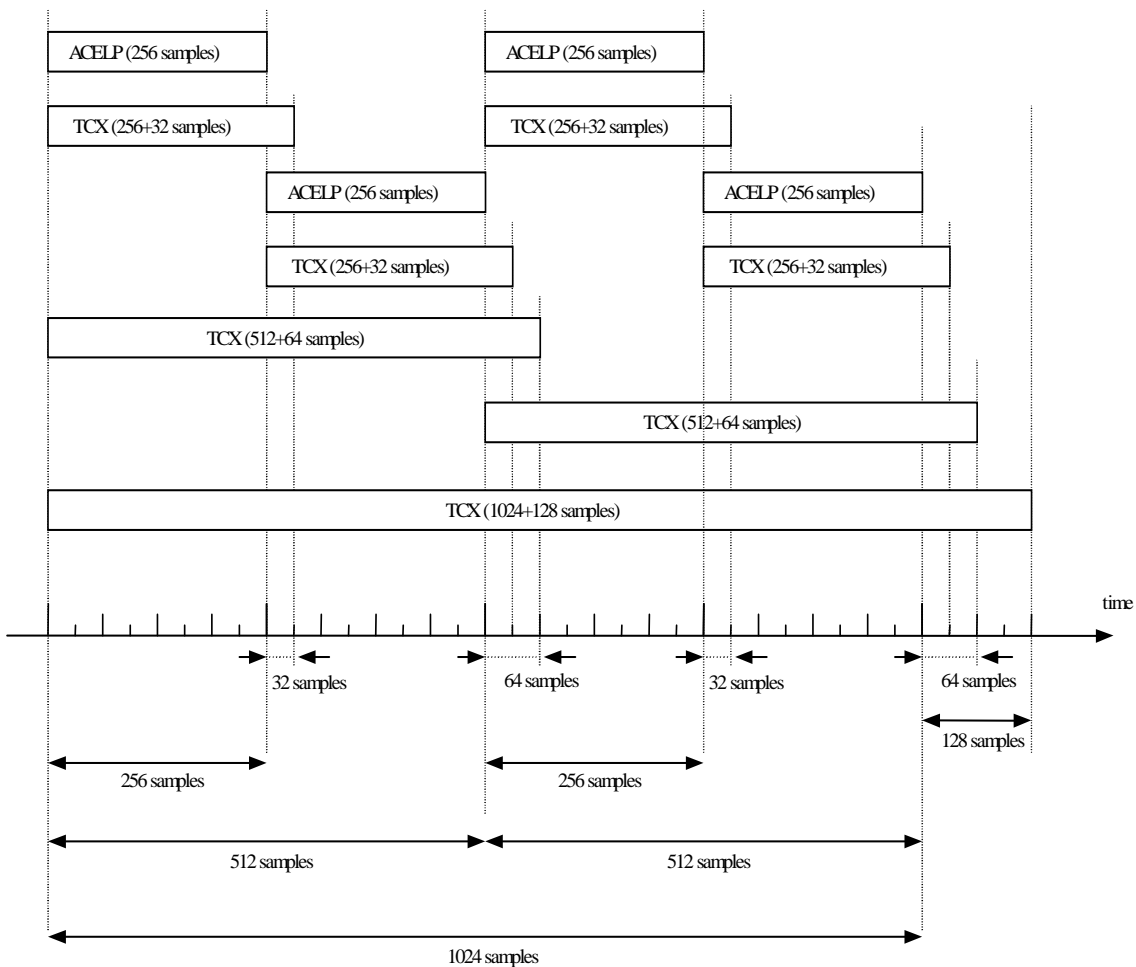 ACELP (256 samples)
ACELP (256 samples)
TCX (256+32 samples)
TCX (256+32 samples)
ACELP (256 samples)
ACELP (256 samples)
TCX (256+32 samples)
TCX (256+32 samples)
TCX (512+64 samples)
TCX (512+64 samples)
TCX (1024+128 samples)
time
32 samples
64 samples
32 samples
64 samples
128 samples
256 samples
256 samples
512 samples
512 samples
1024 samples